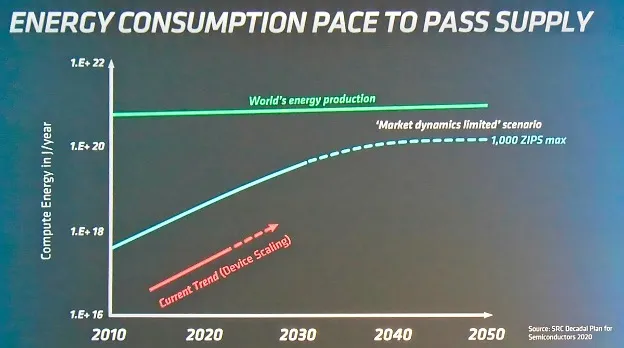 ENERGY CONSUMPTION PACE TO PASS SUPPLY
1.E+ 22
World's energy production
'Market dynamics limited' scenario
1.E+ 20
1,000 ZIPS max
Compute Energy in J/year
1.E+ 18
Current Trend (Device Scaling)
1.E+ 16
2010
2020
2030
2040
2050
Source: SRC Decadal Plan for
Semiconductors 2020